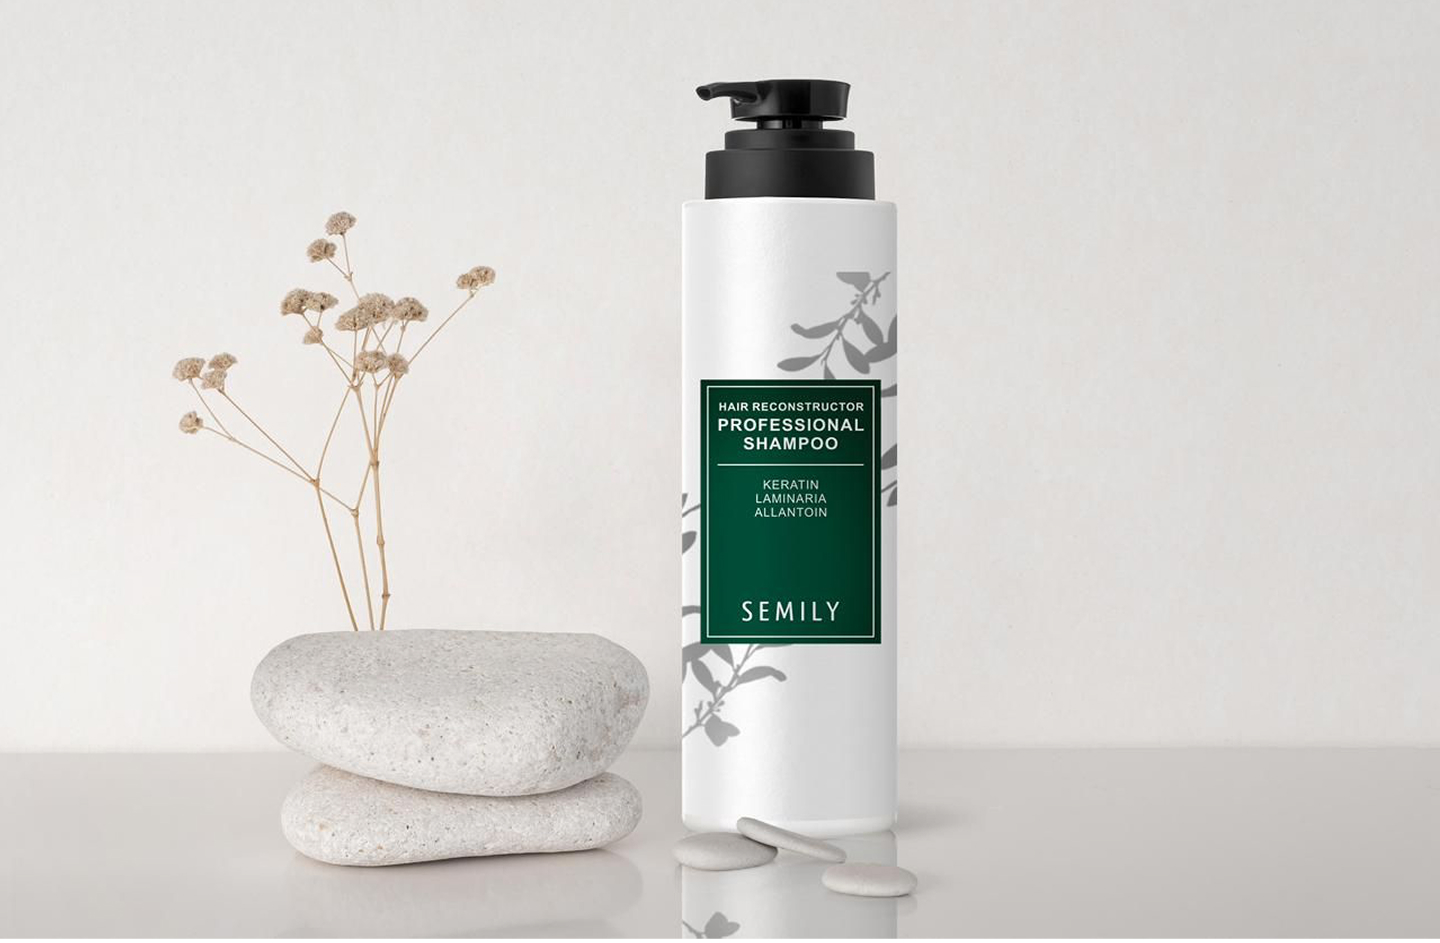 HAIR RECONSTRUCTOR
PROFESSIONAL
SHAMPOO
KERATIN
LAMINARIA
ALLANTOIN
SEMILY